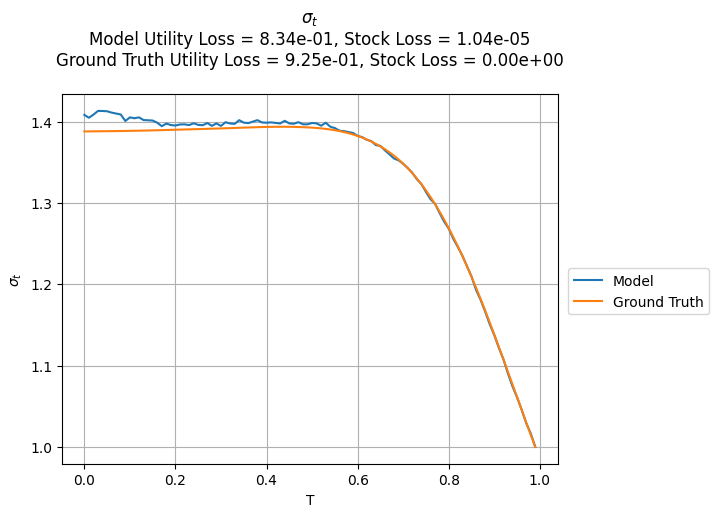 σ_t
Model Utility Loss = 8.34e-01, Stock Loss = 1.04e-05
Ground Truth Utility Loss = 9.25e-01, Stock Loss = 0.00e+00
1.4
1.3
1.2
1.1
1.0
σ_t
0.0 0.2 0.4 0.6 0.8 1.0
T
Model
Ground Truth